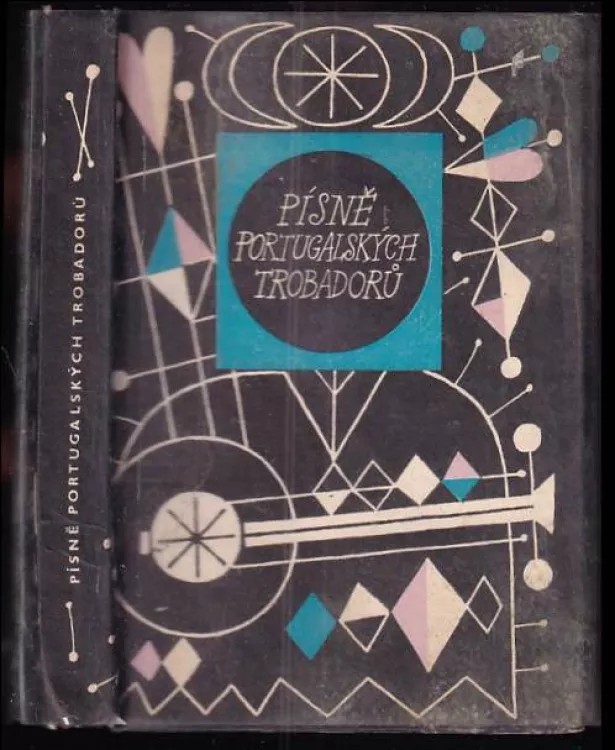 PÍSNĚ PORTUGALSKÝCH TROBADORŮ
PÍSNĚ
PORTUGALSKÝCH
TROBADORŮ